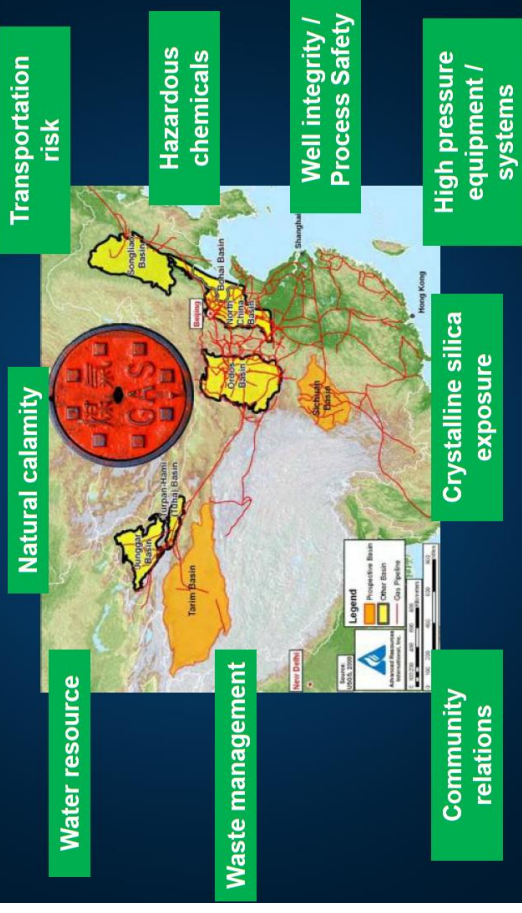 Water resource
Natural calamity
Transportation
risk
Hazardous
chemicals
Waste management
Well integrity /
Process Safety
Community
relations
Crystalline silica
exposure
High pressure
equipment /
systems
煤氣
GAS
Junggar
Basin
Turpan-Hami
(Tuha) Basin
Tarim Basin
Songliao
Basin
Beijing
Bohai Basin
North
China
Basin
Ordos
Basin
Sichuan
Basin
Shanghai
Hong Kong
New Delhi
Source:
Advanced Resources
International, Inc.
Legend
Prospective Basin
Other Basin
Gas Pipeline